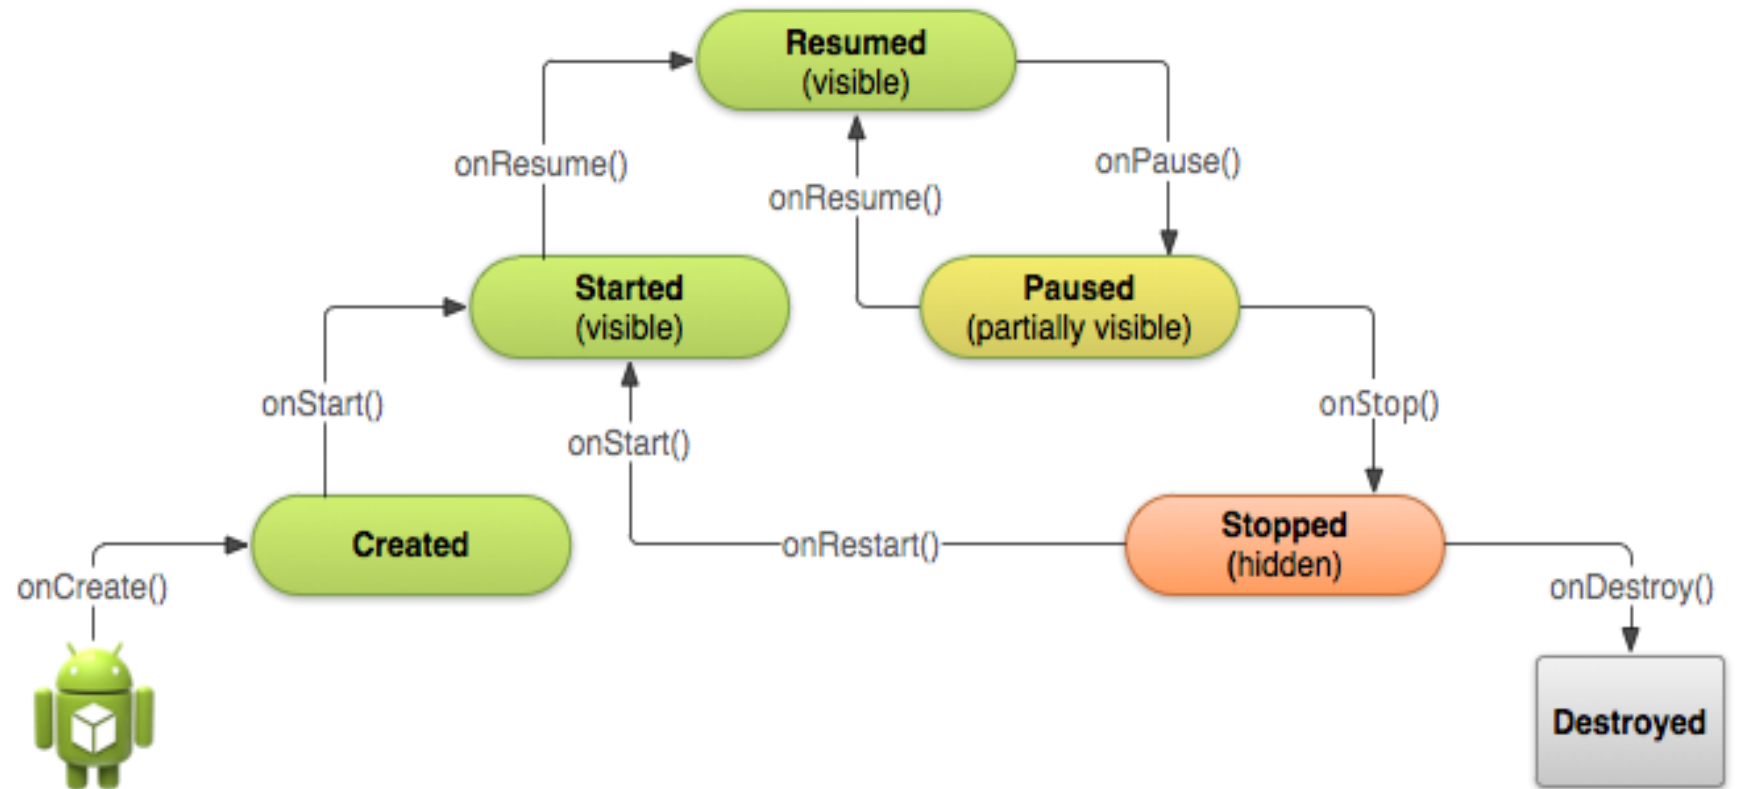 Resumed
(visible)
onResume()
onPause()
onResume()
Started
(visible)
Paused
(partially visible)
onStart()
onStop()
onStart()
Created
onRestart()
Stopped
(hidden)
onCreate()
onDestroy()
Destroyed